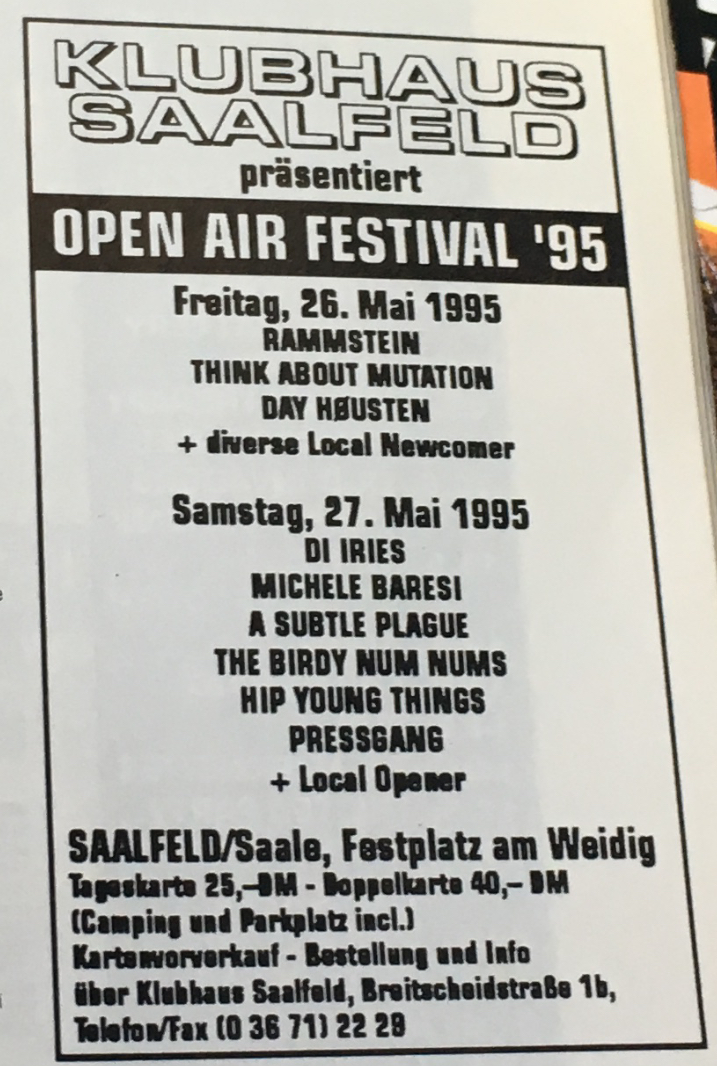 KLUBHAUS
SAALFELD
präsentiert
OPEN AIR FESTIVAL '95
Freitag, 26. Mai 1995
RAMMSTEIN
THINK ABOUT MUTATION
DAY HØUSTEN
+ diverse Local Newcomer
Samstag, 27. Mai 1995
DI IRIES
MICHELE BARESI
A SUBTLE PLAGUE
THE BIRDY NUM NUMS
HIP YOUNG THINGS
PRESSGANG
+ Local Opener
SAALFELD/Saale, Festplatz am Weidig
Tageskarte 25,–DM - Doppelkarte 40,– DM
(Camping und Parkplatz incl.)
Kartenvorverkauf - Bestellung und Info
über Klubhaus Saalfeld, Breitscheidstraße 1b,
Telefon/Fax (0 36 71) 22 29